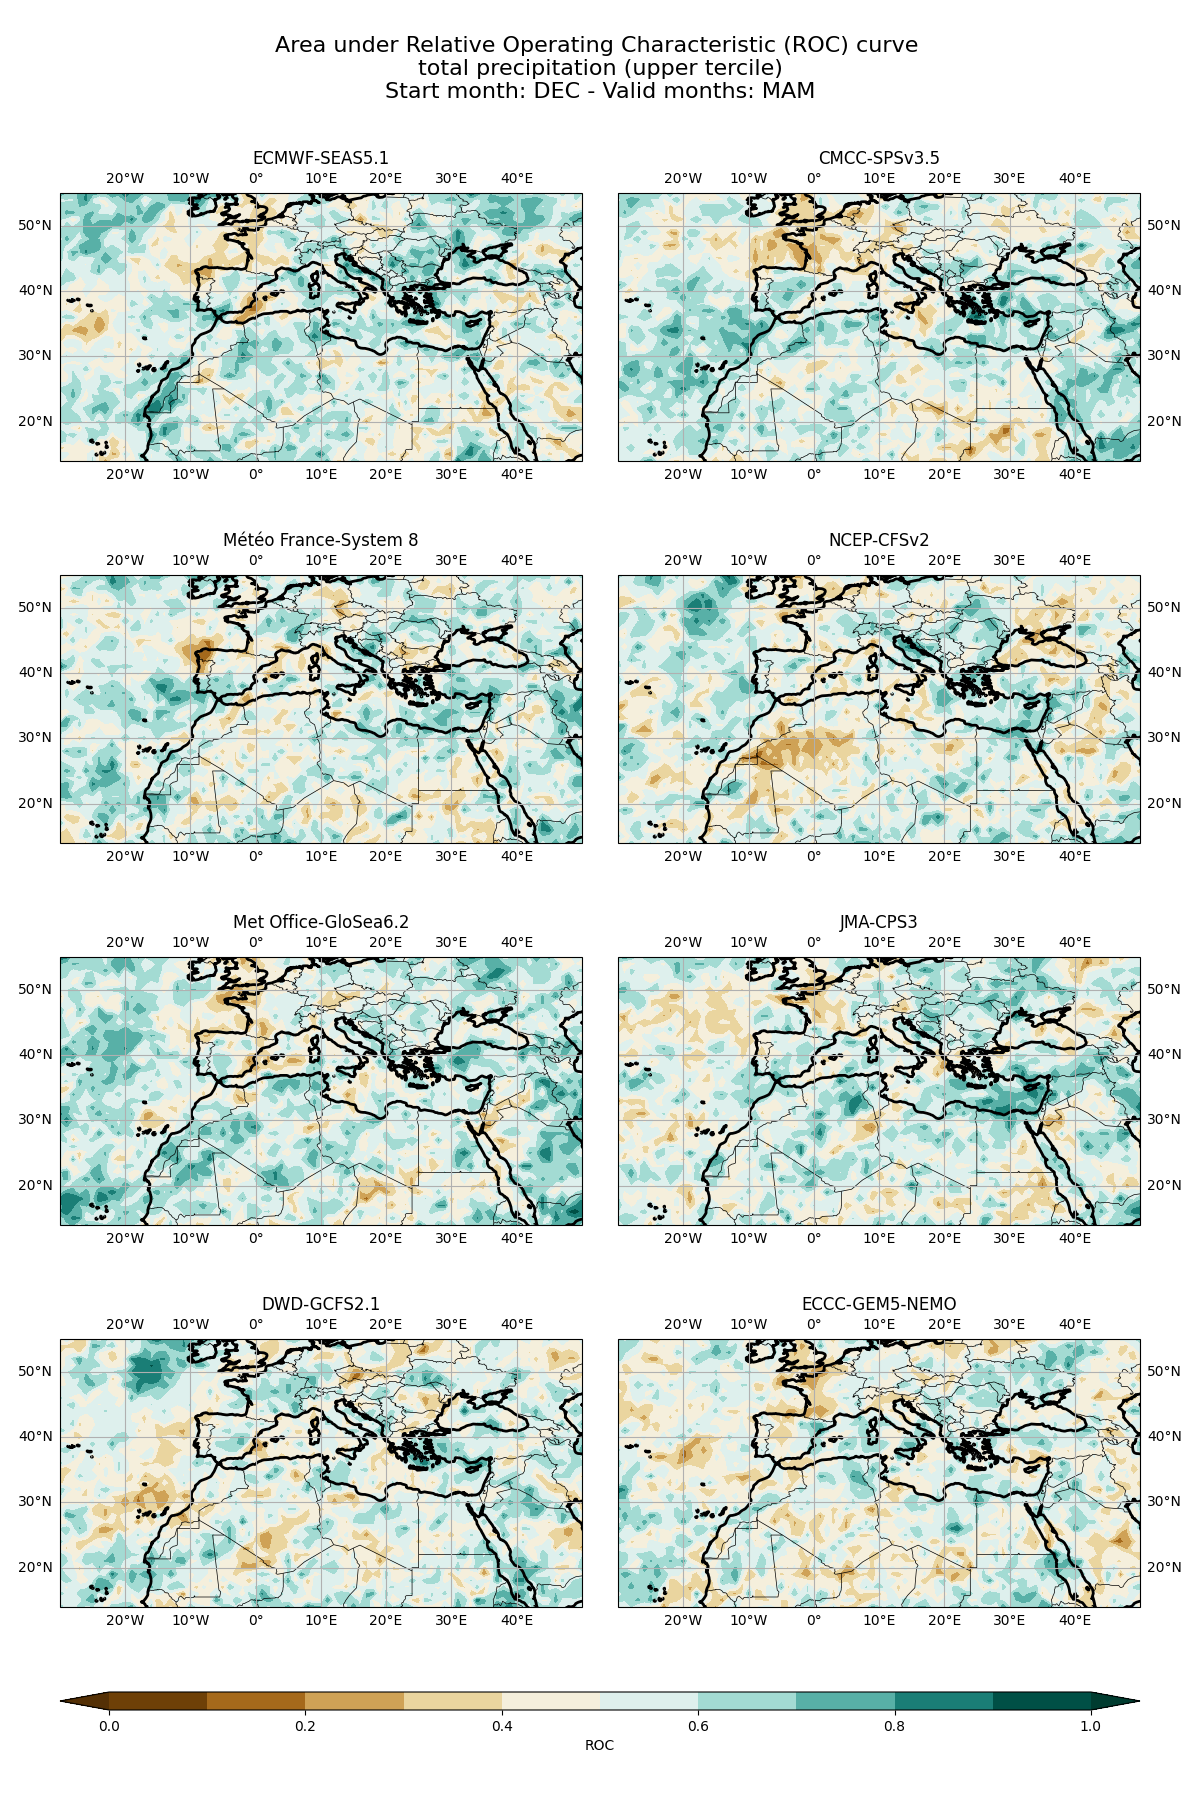 Area under Relative Operating Characteristic (ROC) curve
total precipitation (upper tercile)
Start month: DEC - Valid months: MAM
ECMWF-SEAS5.1
20°W 10°W 0° 10°E 20°E 30°E 40°E
50°N
40°N
30°N
20°N
20°W 10°W 0° 10°E 20°E 30°E 40°E
CMCC-SPSv3.5
20°W 10°W 0° 10°E 20°E 30°E 40°E
50°N
40°N
30°N
20°N
20°W 10°W 0° 10°E 20°E 30°E 40°E
Météo France-System 8
20°W 10°W 0° 10°E 20°E 30°E 40°E
50°N
40°N
30°N
20°N
20°W 10°W 0° 10°E 20°E 30°E 40°E
NCEP-CFSv2
20°W 10°W 0° 10°E 20°E 30°E 40°E
50°N
40°N
30°N
20°N
20°W 10°W 0° 10°E 20°E 30°E 40°E
Met Office-GloSea6.2
20°W 10°W 0° 10°E 20°E 30°E 40°E
50°N
40°N
30°N
20°N
20°W 10°W 0° 10°E 20°E 30°E 40°E
JMA-CPS3
20°W 10°W 0° 10°E 20°E 30°E 40°E
50°N
40°N
30°N
20°N
20°W 10°W 0° 10°E 20°E 30°E 40°E
DWD-GCFS2.1
20°W 10°W 0° 10°E 20°E 30°E 40°E
50°N
40°N
30°N
20°N
20°W 10°W 0° 10°E 20°E 30°E 40°E
ECCC-GEM5-NEMO
20°W 10°W 0° 10°E 20°E 30°E 40°E
50°N
40°N
30°N
20°N
20°W 10°W 0° 10°E 20°E 30°E 40°E
0.0 0.2 0.4 0.6 0.8 1.0
ROC